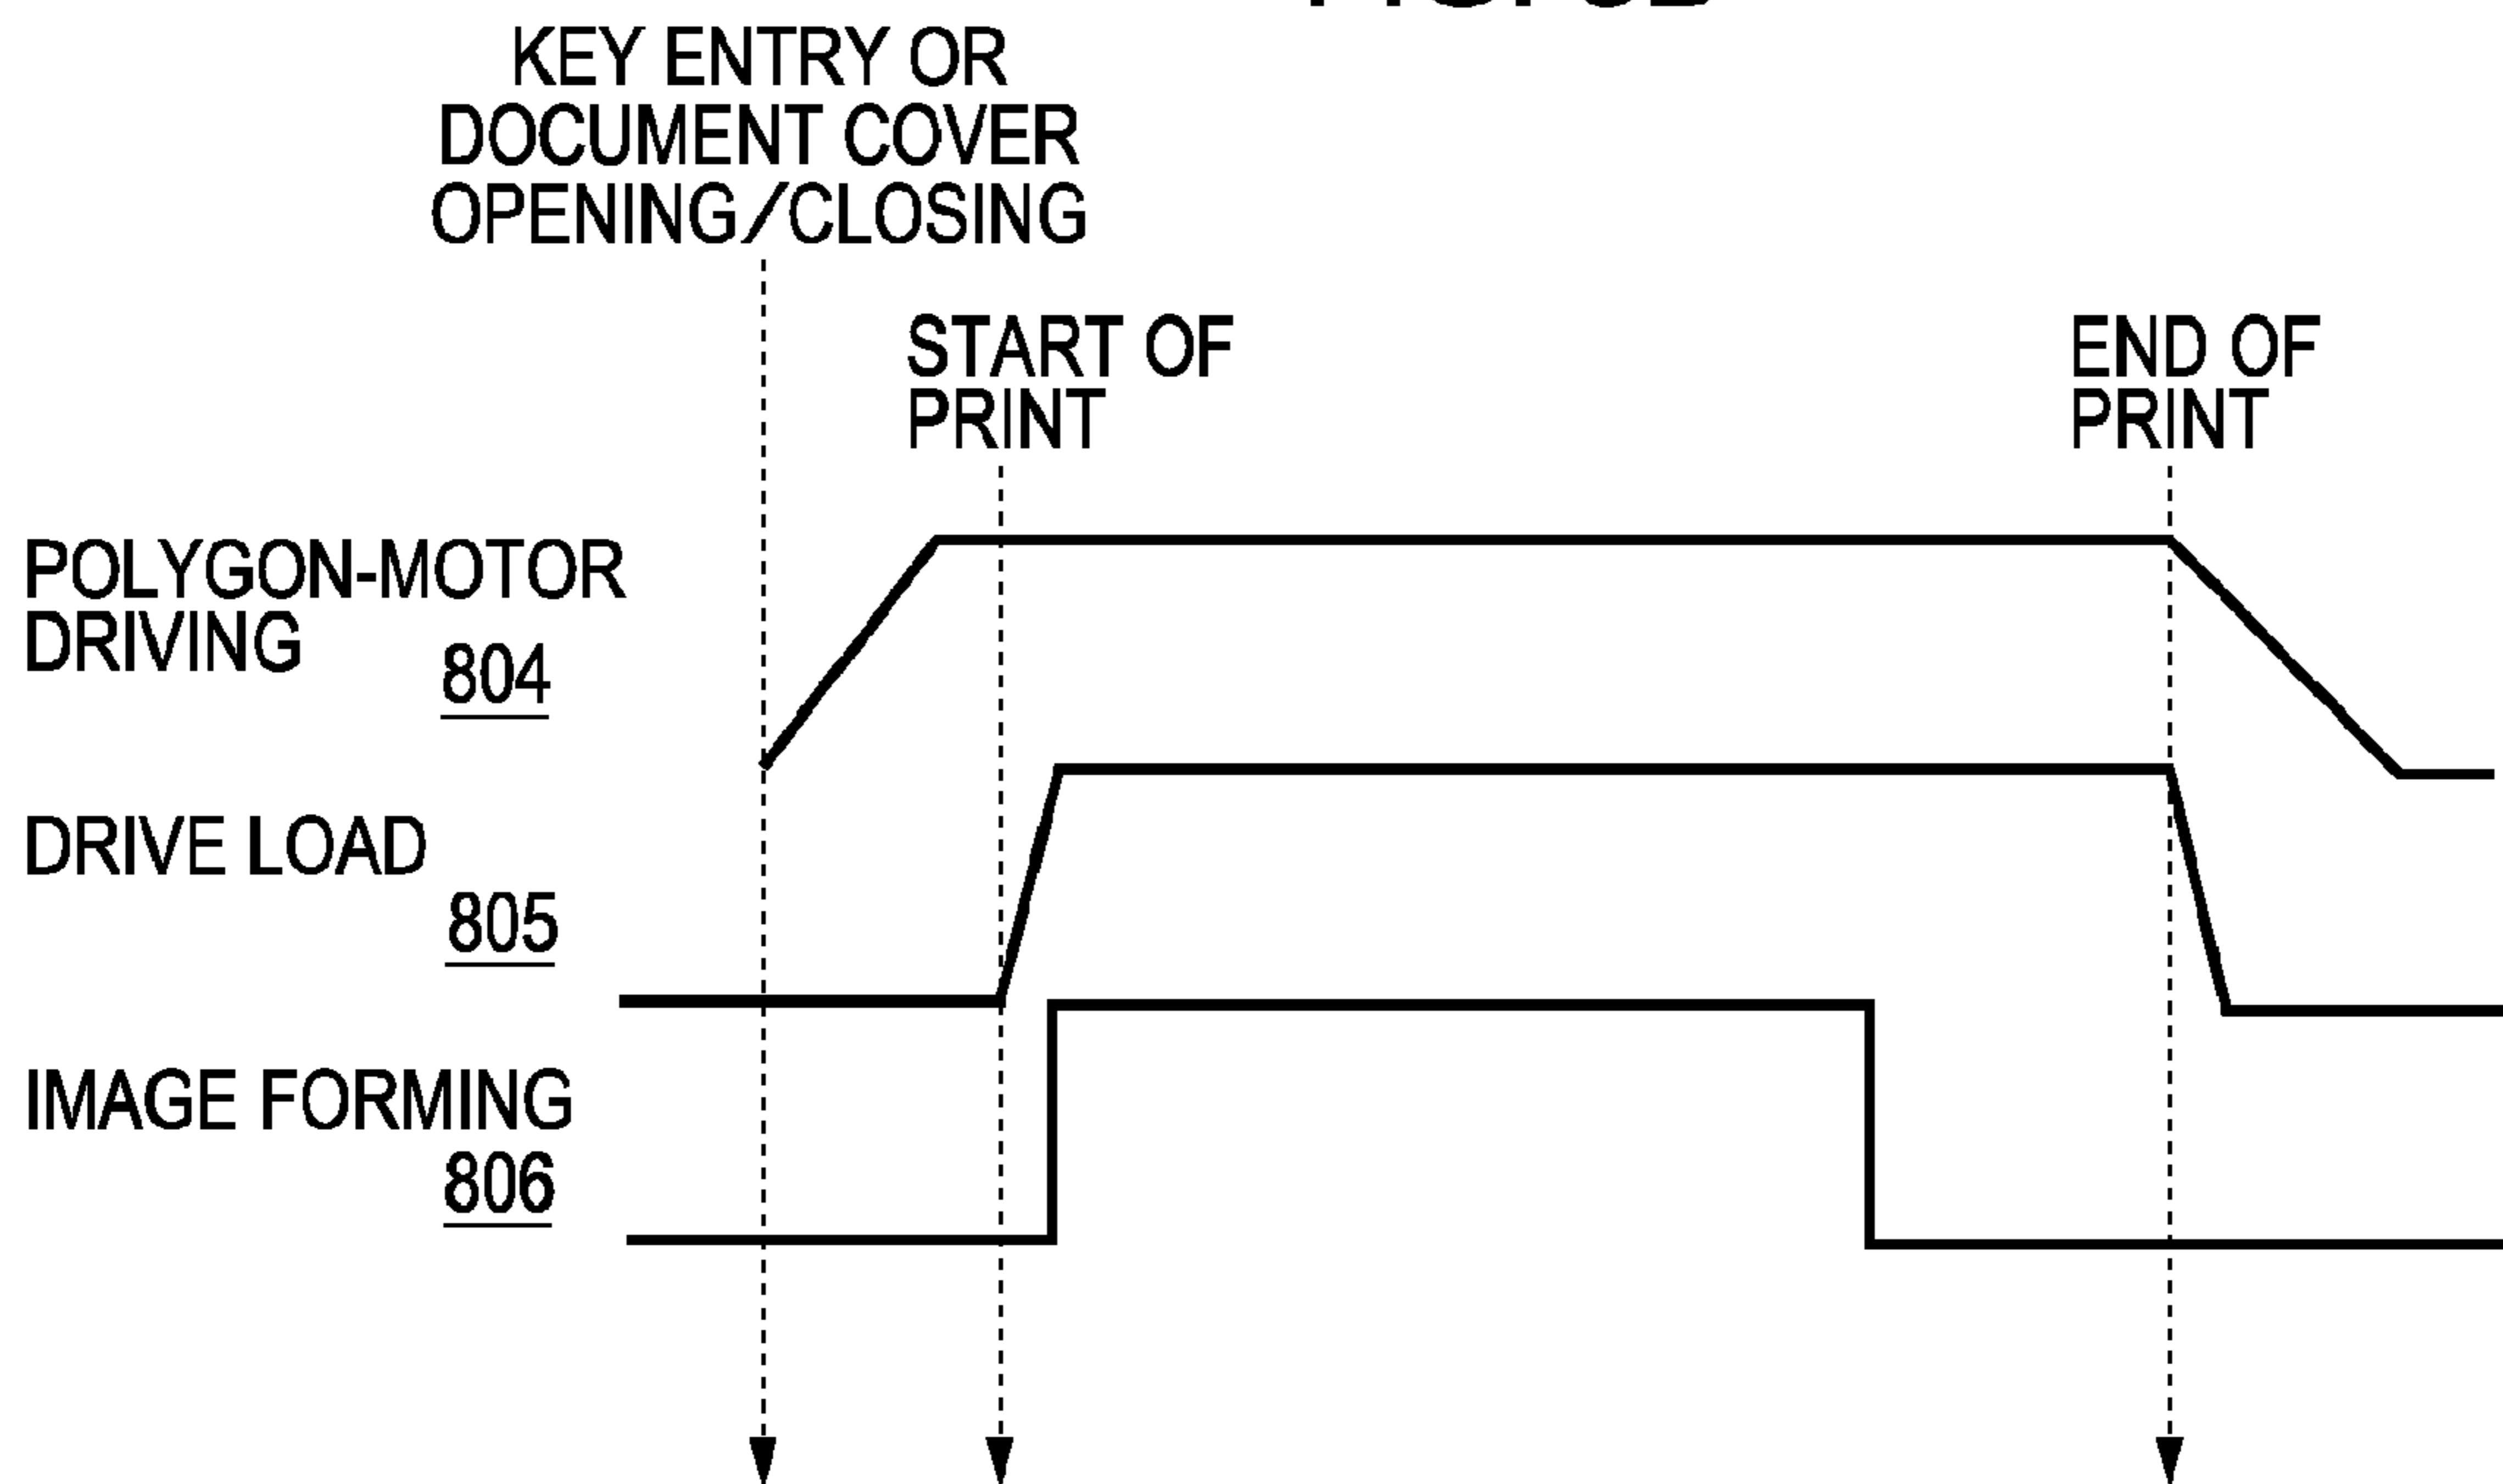 KEY ENTRY OR
DOCUMENT COVER
OPENING/CLOSING
START OF
PRINT
END OF
PRINT
POLYGON-MOTOR
DRIVING
804
DRIVE LOAD
805
IMAGE FORMING
806